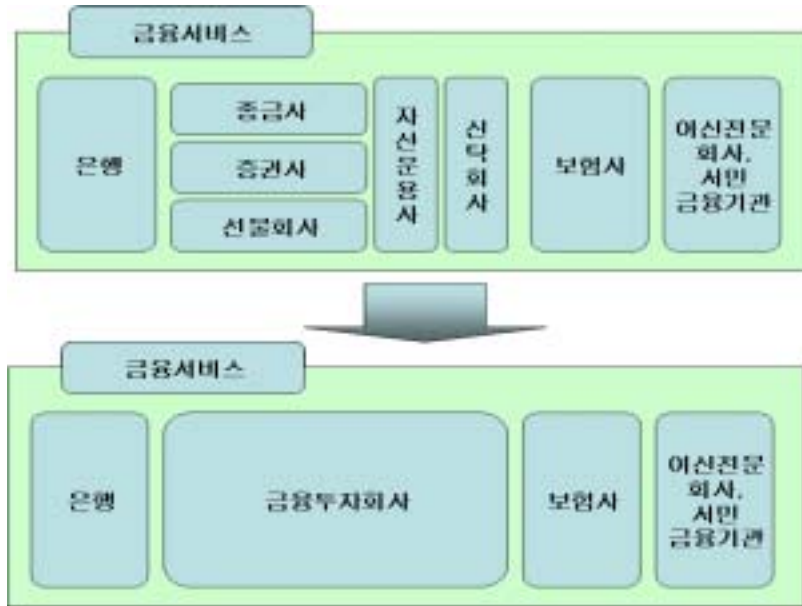 금융서비스
은행
종금사
증권사
선물회사
자산운용사
신탁회사
보험사
여신전문
회사,
서민
금융기관
금융서비스
은행
금융투자회사
보험사
여신전문
회사,
서민
금융기관